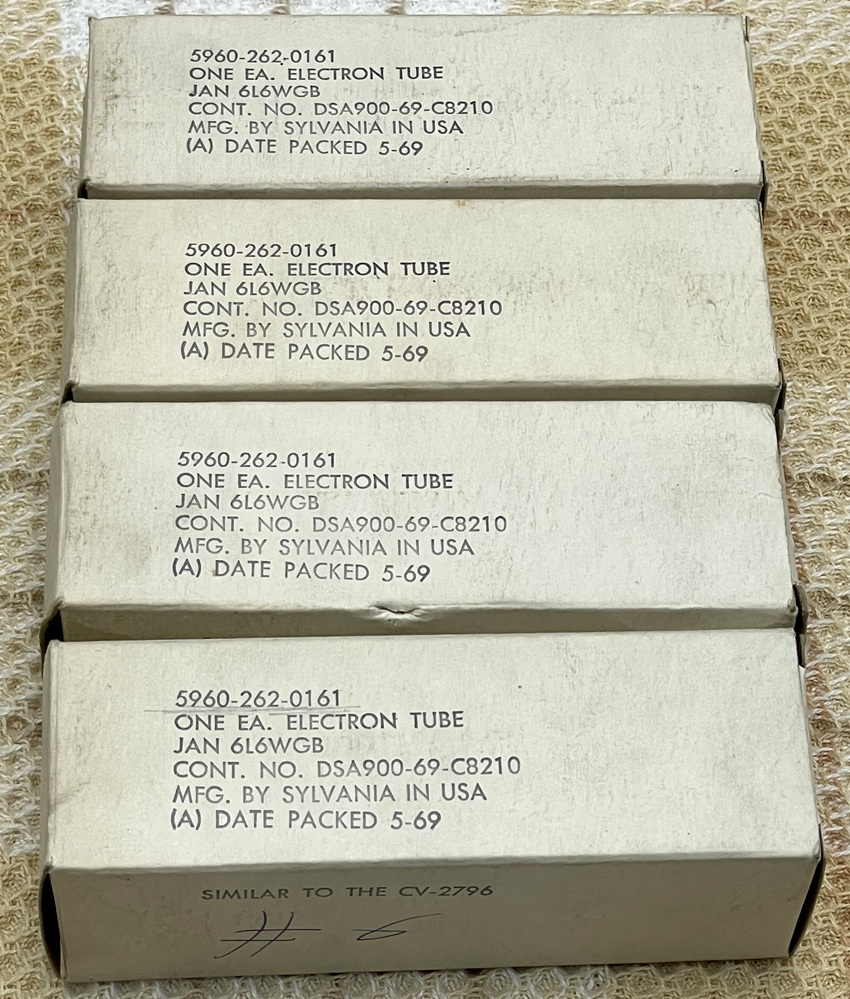 5960-262-0161
ONE EA. ELECTRON TUBE
JAN 6L6WGB
CONT. NO. DSA900-69-C8210
MFG. BY SYLVANIA IN USA
(A) DATE PACKED 5-69
5960-262-0161
ONE EA. ELECTRON TUBE
JAN 6L6WGB
CONT. NO. DSA900-69-C8210
MFG. BY SYLVANIA IN USA
(A) DATE PACKED 5-69
5960-262-0161
ONE EA. ELECTRON TUBE
JAN 6L6WGB
CONT. NO. DSA900-69-C8210
MFG. BY SYLVANIA IN USA
(A) DATE PACKED 5-69
5960-262-0161
ONE EA. ELECTRON TUBE
JAN 6L6WGB
CONT. NO. DSA900-69-C8210
MFG. BY SYLVANIA IN USA
(A) DATE PACKED 5-69
SIMILAR TO THE CV-2796
# 6